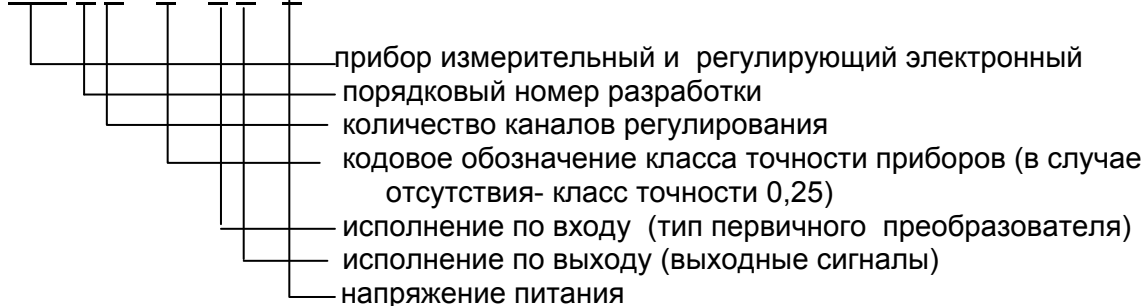 прибор измерительный и регулирующий электронный
порядковый номер разработки
количество каналов регулирования
кодовое обозначение класса точности приборов (в случае
отсутствия- класс точности 0,25)
исполнение по входу (тип первичного преобразователя)
исполнение по выходу (выходные сигналы)
напряжение питания